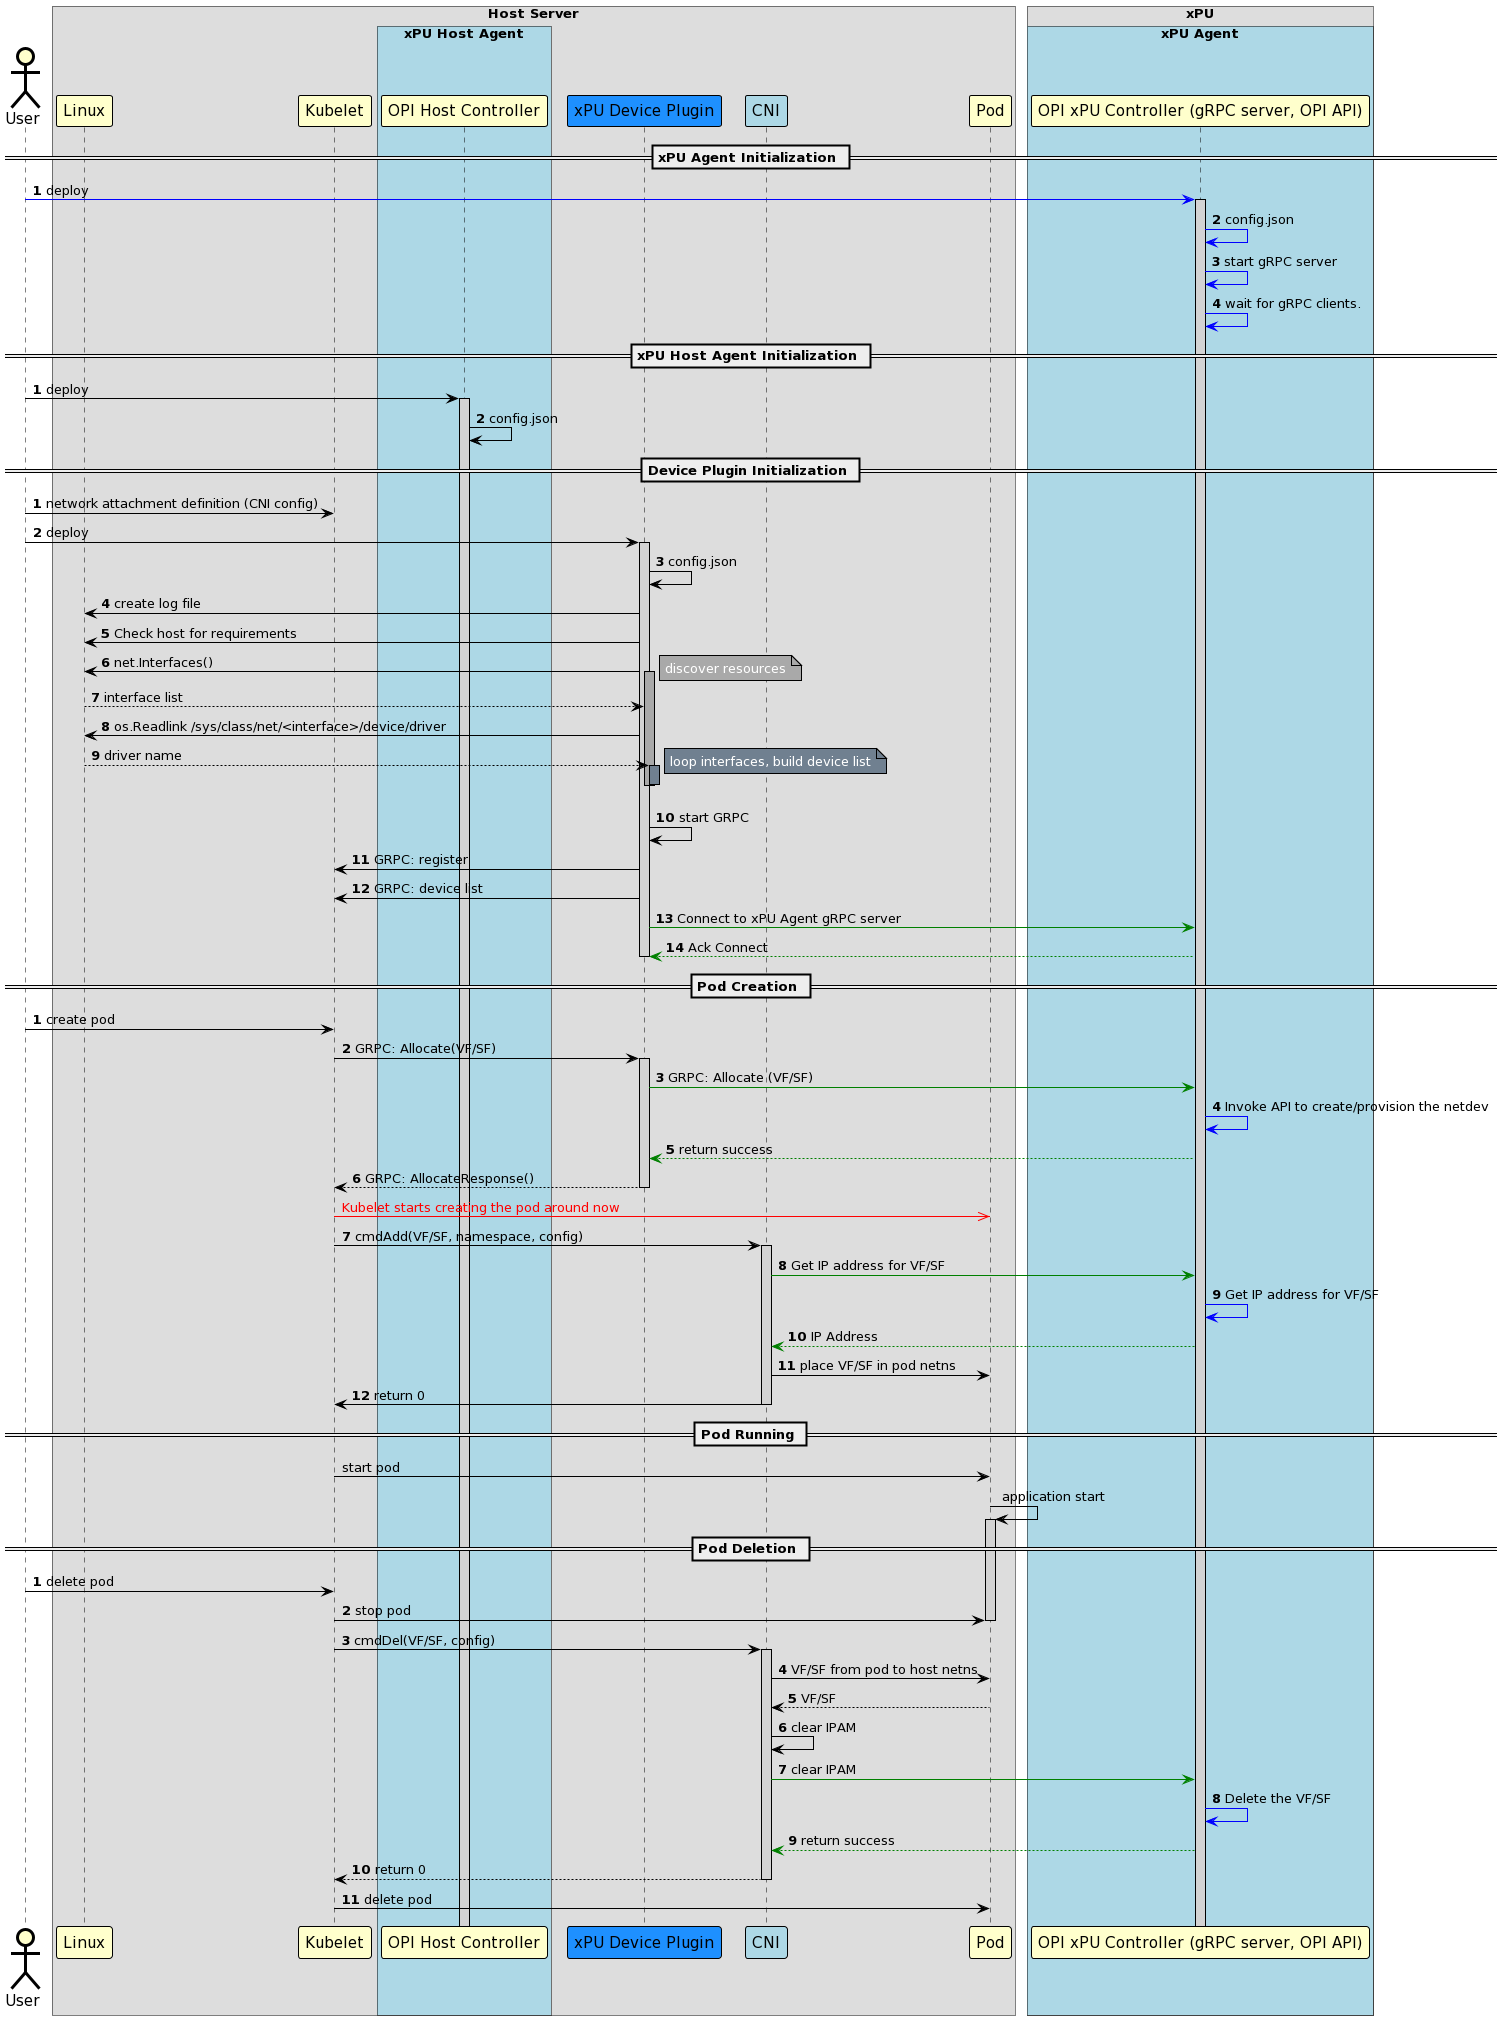 Host Server
xPU
xPU Host Agent
xPU Agent
User
Linux
Kubelet
OPI Host Controller
xPU Device Plugin
CNI
Pod
OPI xPU Controller (gRPC server, OPI API)
xPU Agent Initialization
1 deploy
2 config.json
3 start gRPC server
4 wait for gRPC clients.
xPU Host Agent Initialization
1 deploy
2 config.json
Device Plugin Initialization
1 network attachment definition (CNI config)
2 deploy
3 config.json
4 create log file
5 Check host for requirements
6 net.Interfaces()
discover resources
7 interface list
8 os.Readlink /sys/class/net/<interface>/device/driver
9 driver name
loop interfaces, build device list
10 start GRPC
11 GRPC: register
12 GRPC: device list
13 Connect to xPU Agent gRPC server
14 Ack Connect
Pod Creation
1 create pod
2 GRPC: Allocate(VF/SF)
3 GRPC: Allocate (VF/SF)
4 Invoke API to create/provision the netdev
5 return success
6 GRPC: AllocateResponse()
Kubelet starts creating the pod around now
7 cmdAdd(VF/SF, namespace, config)
8 Get IP address for VF/SF
9 Get IP address for VF/SF
10 IP Address
11 place VF/SF in pod netns
12 return 0
Pod Running
start pod
application start
Pod Deletion
1 delete pod
2 stop pod
3 cmdDel(VF/SF, config)
4 VF/SF from pod to host netns
5 VF/SF
6 clear IPAM
7 clear IPAM
8 Delete the VF/SF
9 return success
10 return 0
11 delete pod
User
Linux
Kubelet
OPI Host Controller
xPU Device Plugin
CNI
Pod
OPI xPU Controller (gRPC server, OPI API)